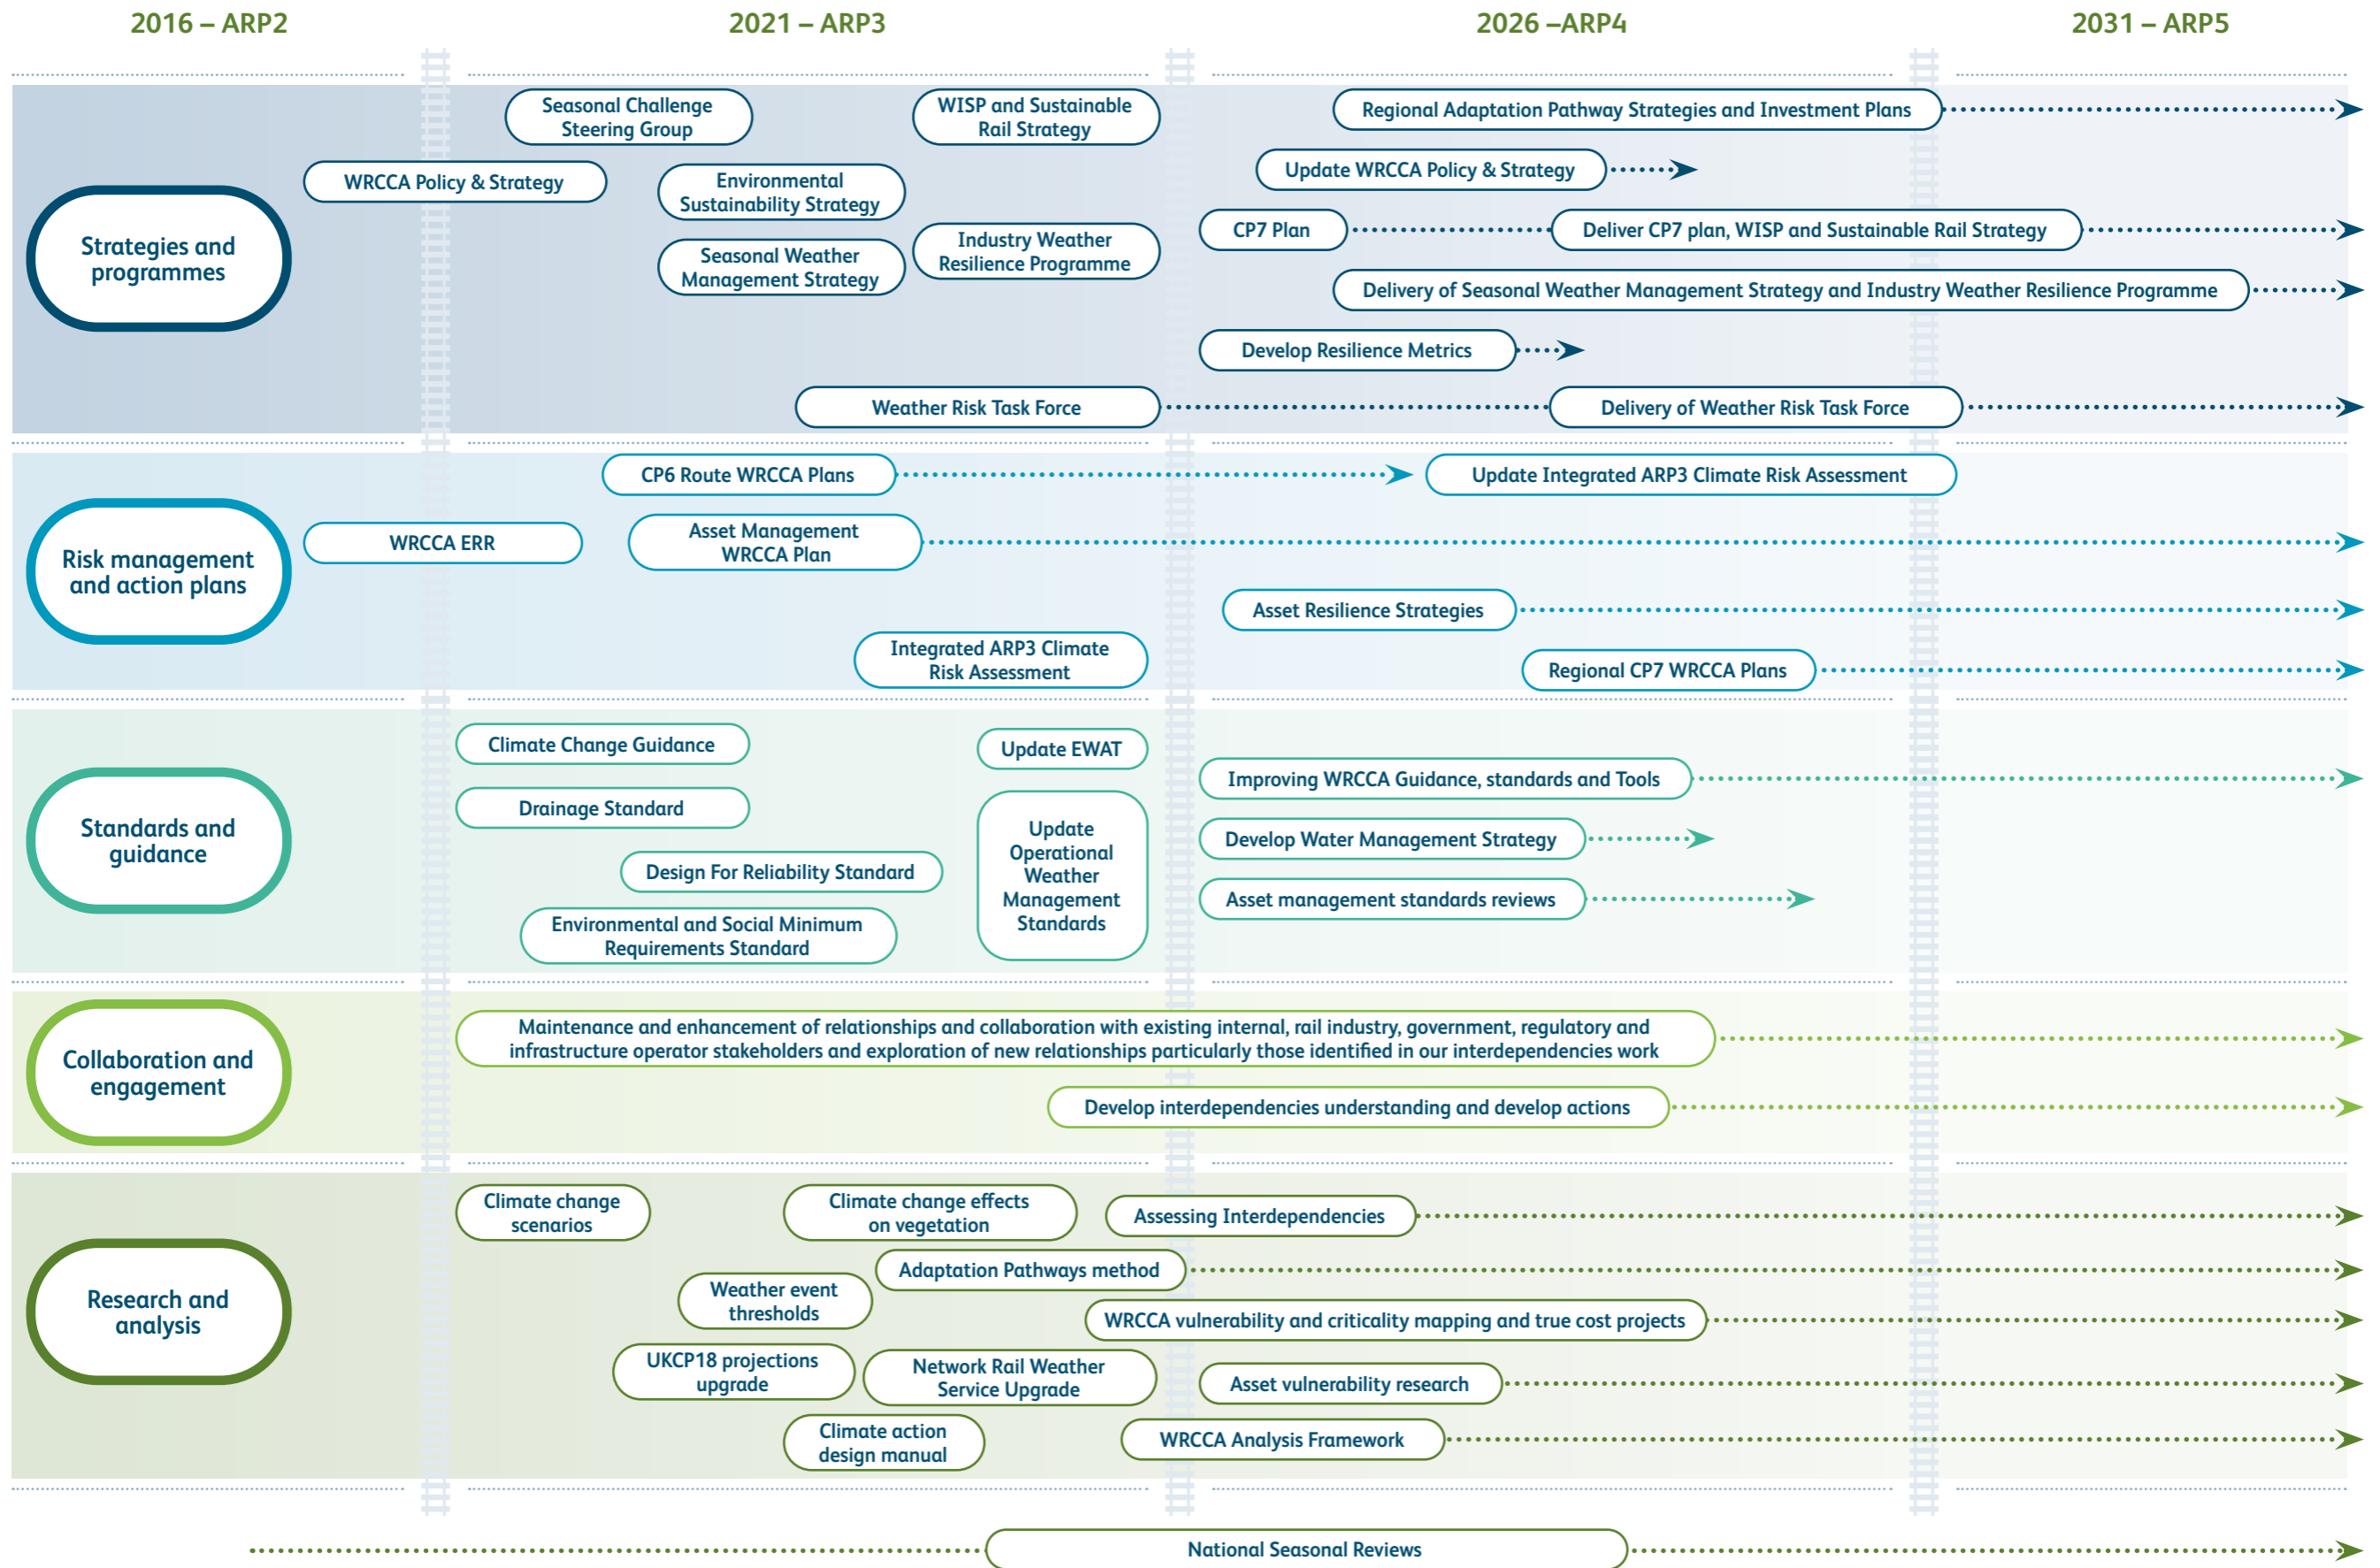 2016 – ARP2
2021 – ARP3
2026 –ARP4
2031 – ARP5
Strategies and
programmes
Seasonal Challenge
Steering Group
WISP and Sustainable
Rail Strategy
Regional Adaptation Pathway Strategies and Investment Plans
WRCCA Policy & Strategy
Environmental
Sustainability Strategy
Update WRCCA Policy & Strategy
Seasonal Weather
Management Strategy
Industry Weather
Resilience Programme
CP7 Plan
Deliver CP7 plan, WISP and Sustainable Rail Strategy
Delivery of Seasonal Weather Management Strategy and Industry Weather Resilience Programme
Develop Resilience Metrics
Weather Risk Task Force
Delivery of Weather Risk Task Force
Risk management
and action plans
CP6 Route WRCCA Plans
Update Integrated ARP3 Climate Risk Assessment
WRCCA ERR
Asset Management
WRCCA Plan
Asset Resilience Strategies
Integrated ARP3 Climate
Risk Assessment
Regional CP7 WRCCA Plans
Standards and
guidance
Climate Change Guidance
Update EWAT
Improving WRCCA Guidance, standards and Tools
Drainage Standard
Update
Operational
Weather
Management
Standards
Develop Water Management Strategy
Design For Reliability Standard
Asset management standards reviews
Environmental and Social Minimum
Requirements Standard
Collaboration and
engagement
Maintenance and enhancement of relationships and collaboration with existing internal, rail industry, government, regulatory and
infrastructure operator stakeholders and exploration of new relationships particularly those identified in our interdependencies work
Develop interdependencies understanding and develop actions
Research and
analysis
Climate change
scenarios
Climate change effects
on vegetation
Assessing Interdependencies
Adaptation Pathways method
Weather event
thresholds
WRCCA vulnerability and criticality mapping and true cost projects
UKCP18 projections
upgrade
Network Rail Weather
Service Upgrade
Asset vulnerability research
Climate action
design manual
WRCCA Analysis Framework
National Seasonal Reviews